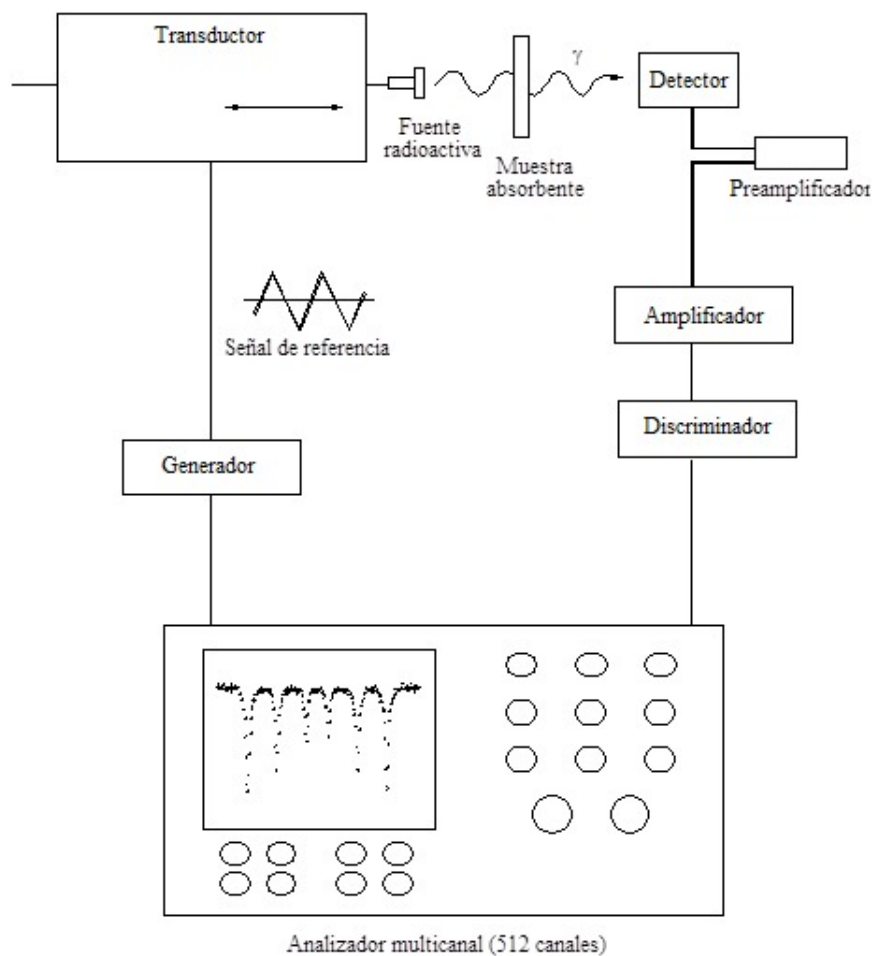 Transductor
γ
Detector
Fuente
radioactiva
Muestra
absorbente
Preamplificador
Amplificador
Señal de referencia
Discriminador
Generador
Analizador multicanal (512 canales)